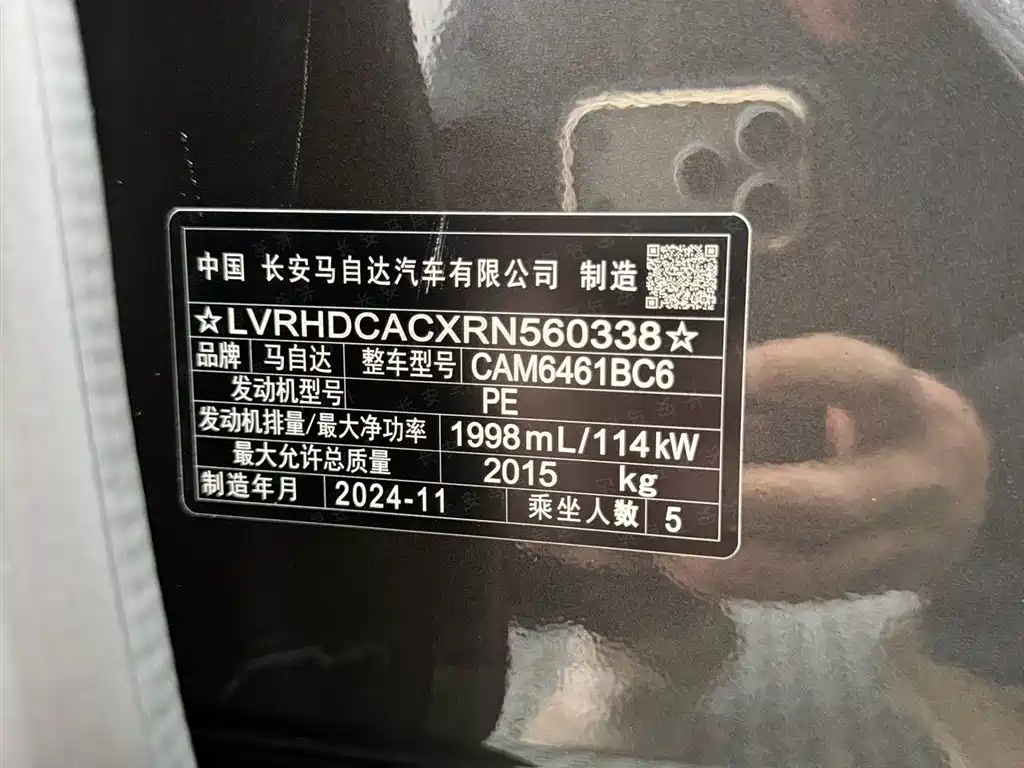 中国 长安马自达汽车有限公司 制造
☆LVRHDCACXRN560338☆
品牌 马自达 整车型号 CAM6461BC6
发动机型号 PE
发动机排量/最大净功率 1998mL/114kW
最大允许总质量 2015 kg
制造年月 2024-11 乘坐人数 5